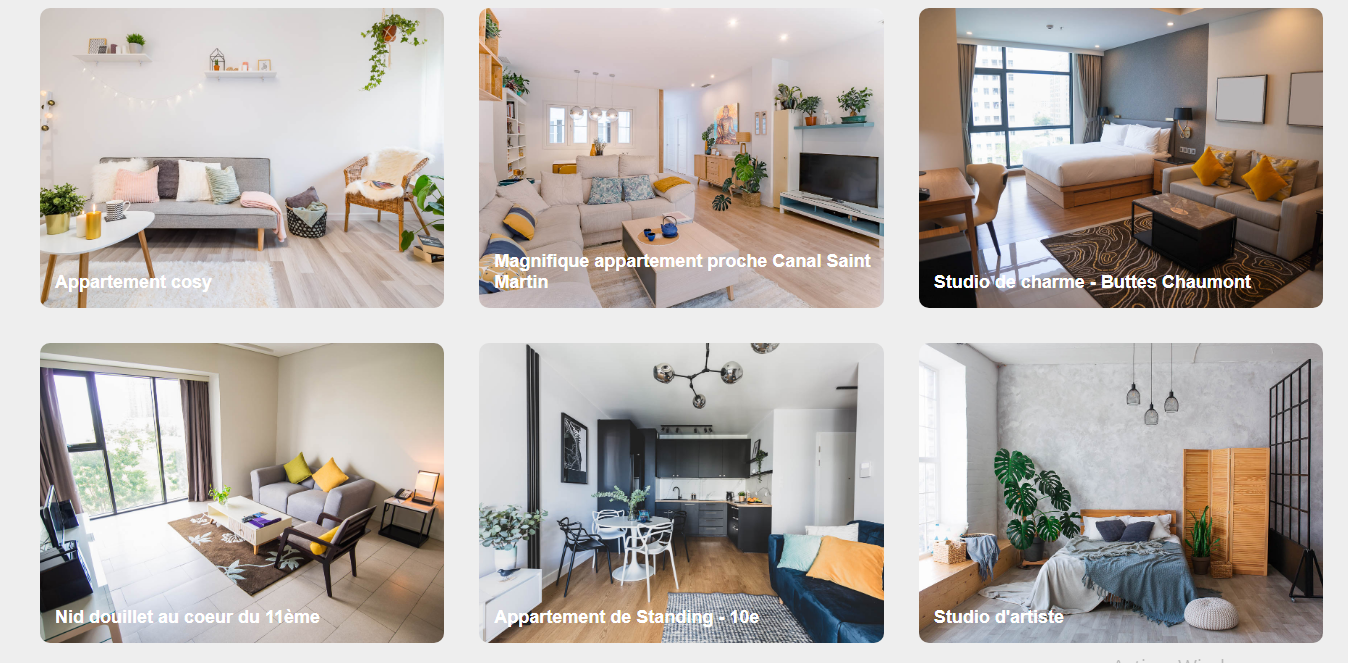 Appartement cosy
Magnifique appartement proche Canal Saint
Martin
Studio de charme - Buttes Chaumont
Nid douillet au coeur du 11ème
Appartement de Standing - 10e
Studio d'artiste